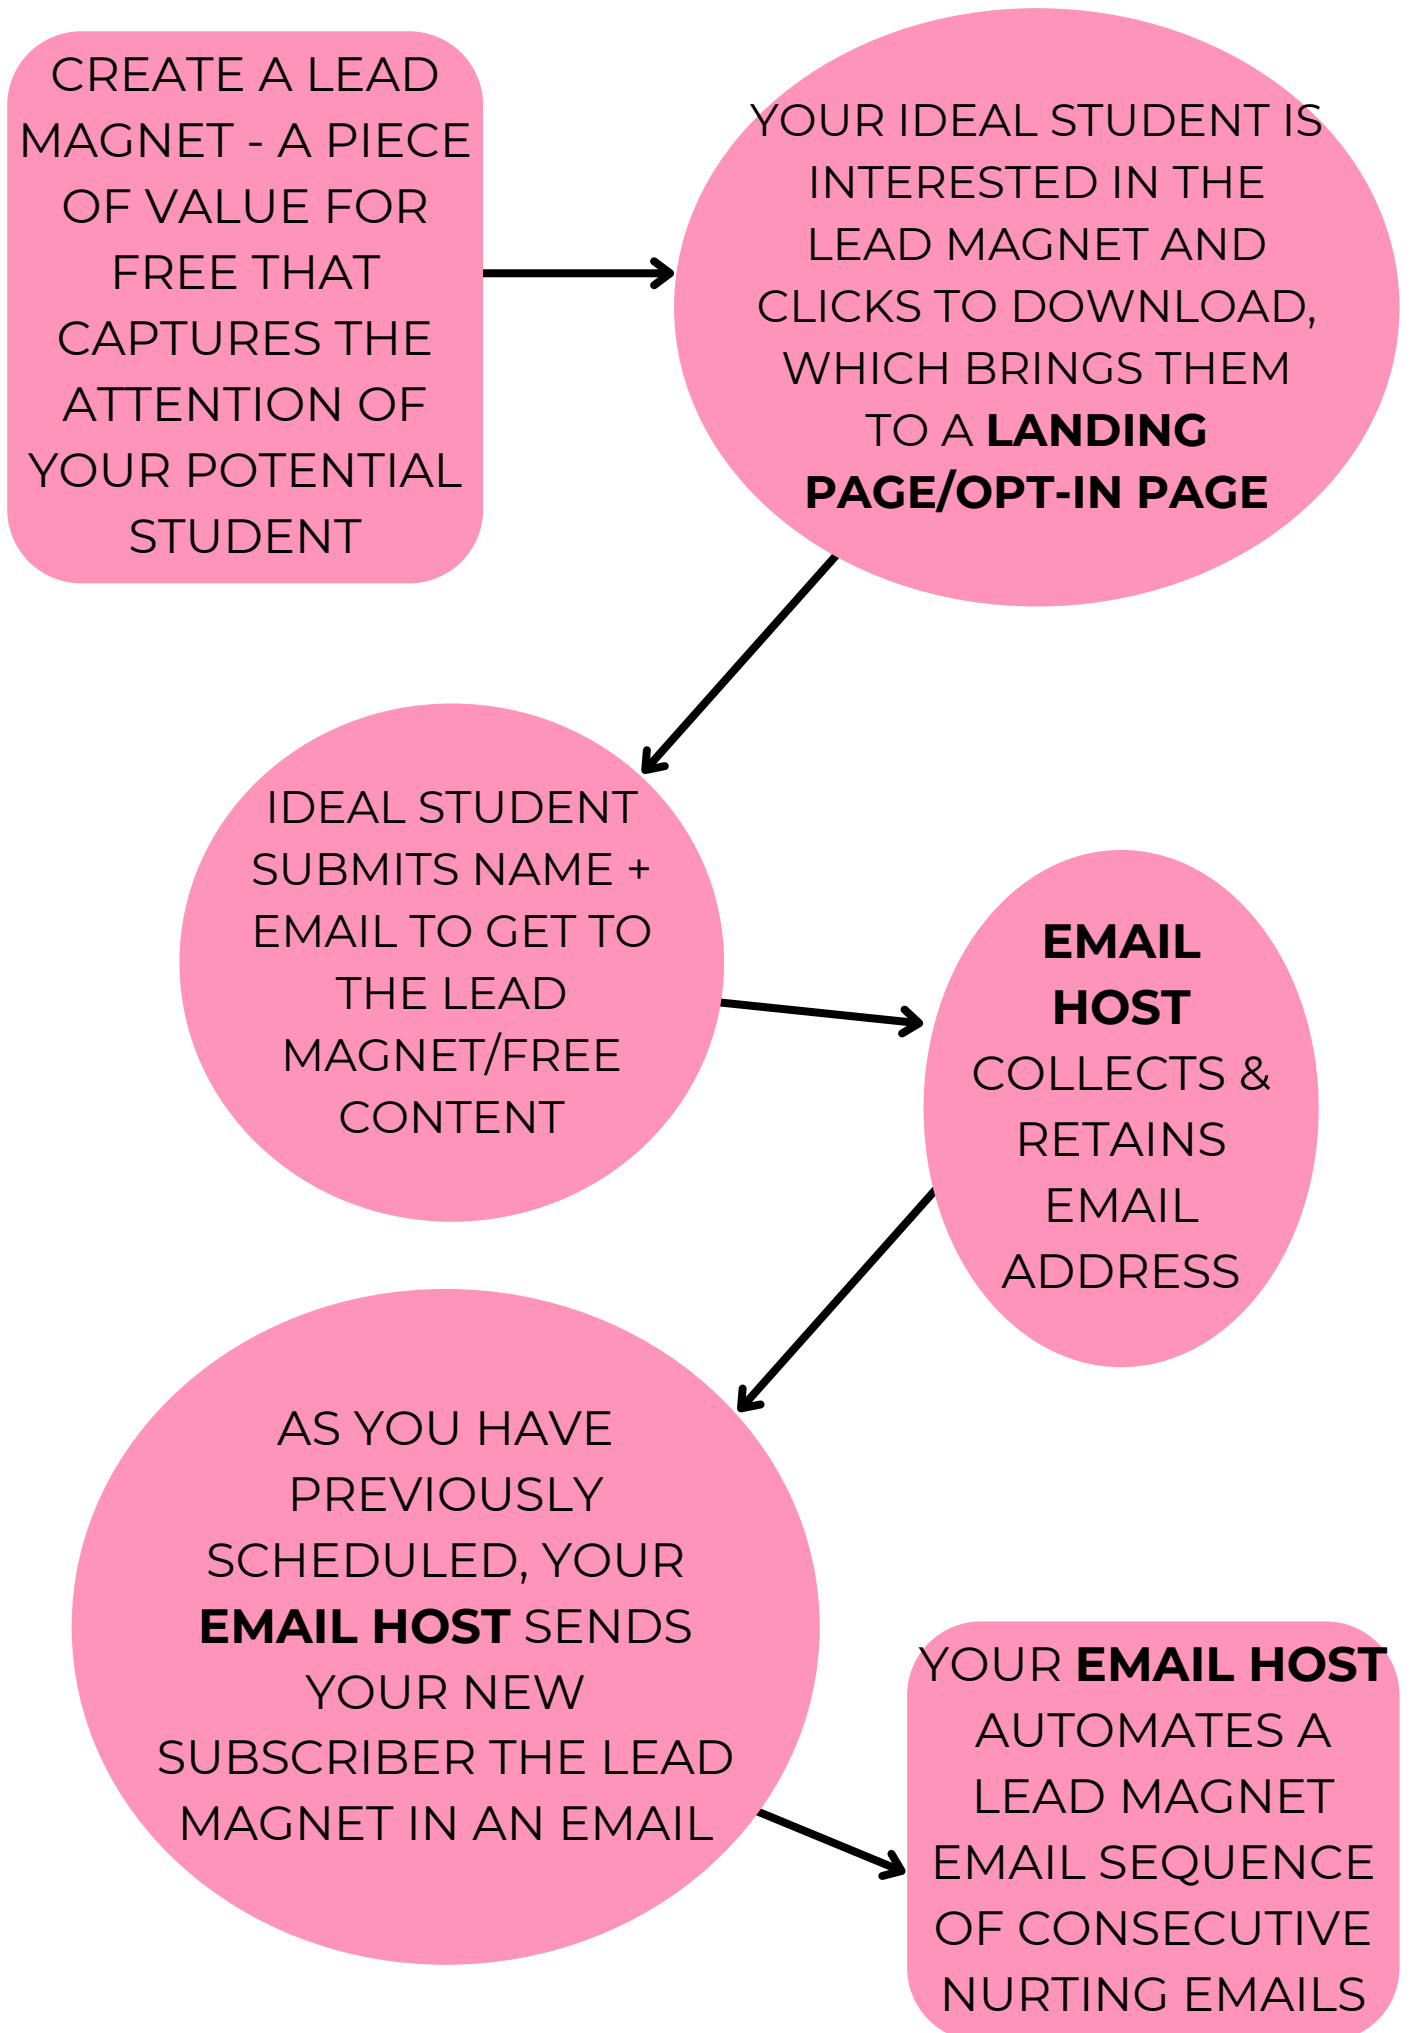 CREATE A LEAD
MAGNET - A PIECE
OF VALUE FOR
FREE THAT
CAPTURES THE
ATTENTION OF
YOUR POTENTIAL
STUDENT
YOUR IDEAL STUDENT IS
INTERESTED IN THE
LEAD MAGNET AND
CLICKS TO DOWNLOAD,
WHICH BRINGS THEM
TO A LANDING
PAGE/OPT-IN PAGE
IDEAL STUDENT
SUBMITS NAME +
EMAIL TO GET TO
THE LEAD
MAGNET/FREE
CONTENT
EMAIL
HOST
COLLECTS &
RETAINS
EMAIL
ADDRESS
AS YOU HAVE
PREVIOUSLY
SCHEDULED, YOUR
EMAIL HOST SENDS
YOUR NEW
SUBSCRIBER THE LEAD
MAGNET IN AN EMAIL
YOUR EMAIL HOST
AUTOMATES A
LEAD MAGNET
EMAIL SEQUENCE
OF CONSECUTIVE
NURTING EMAILS